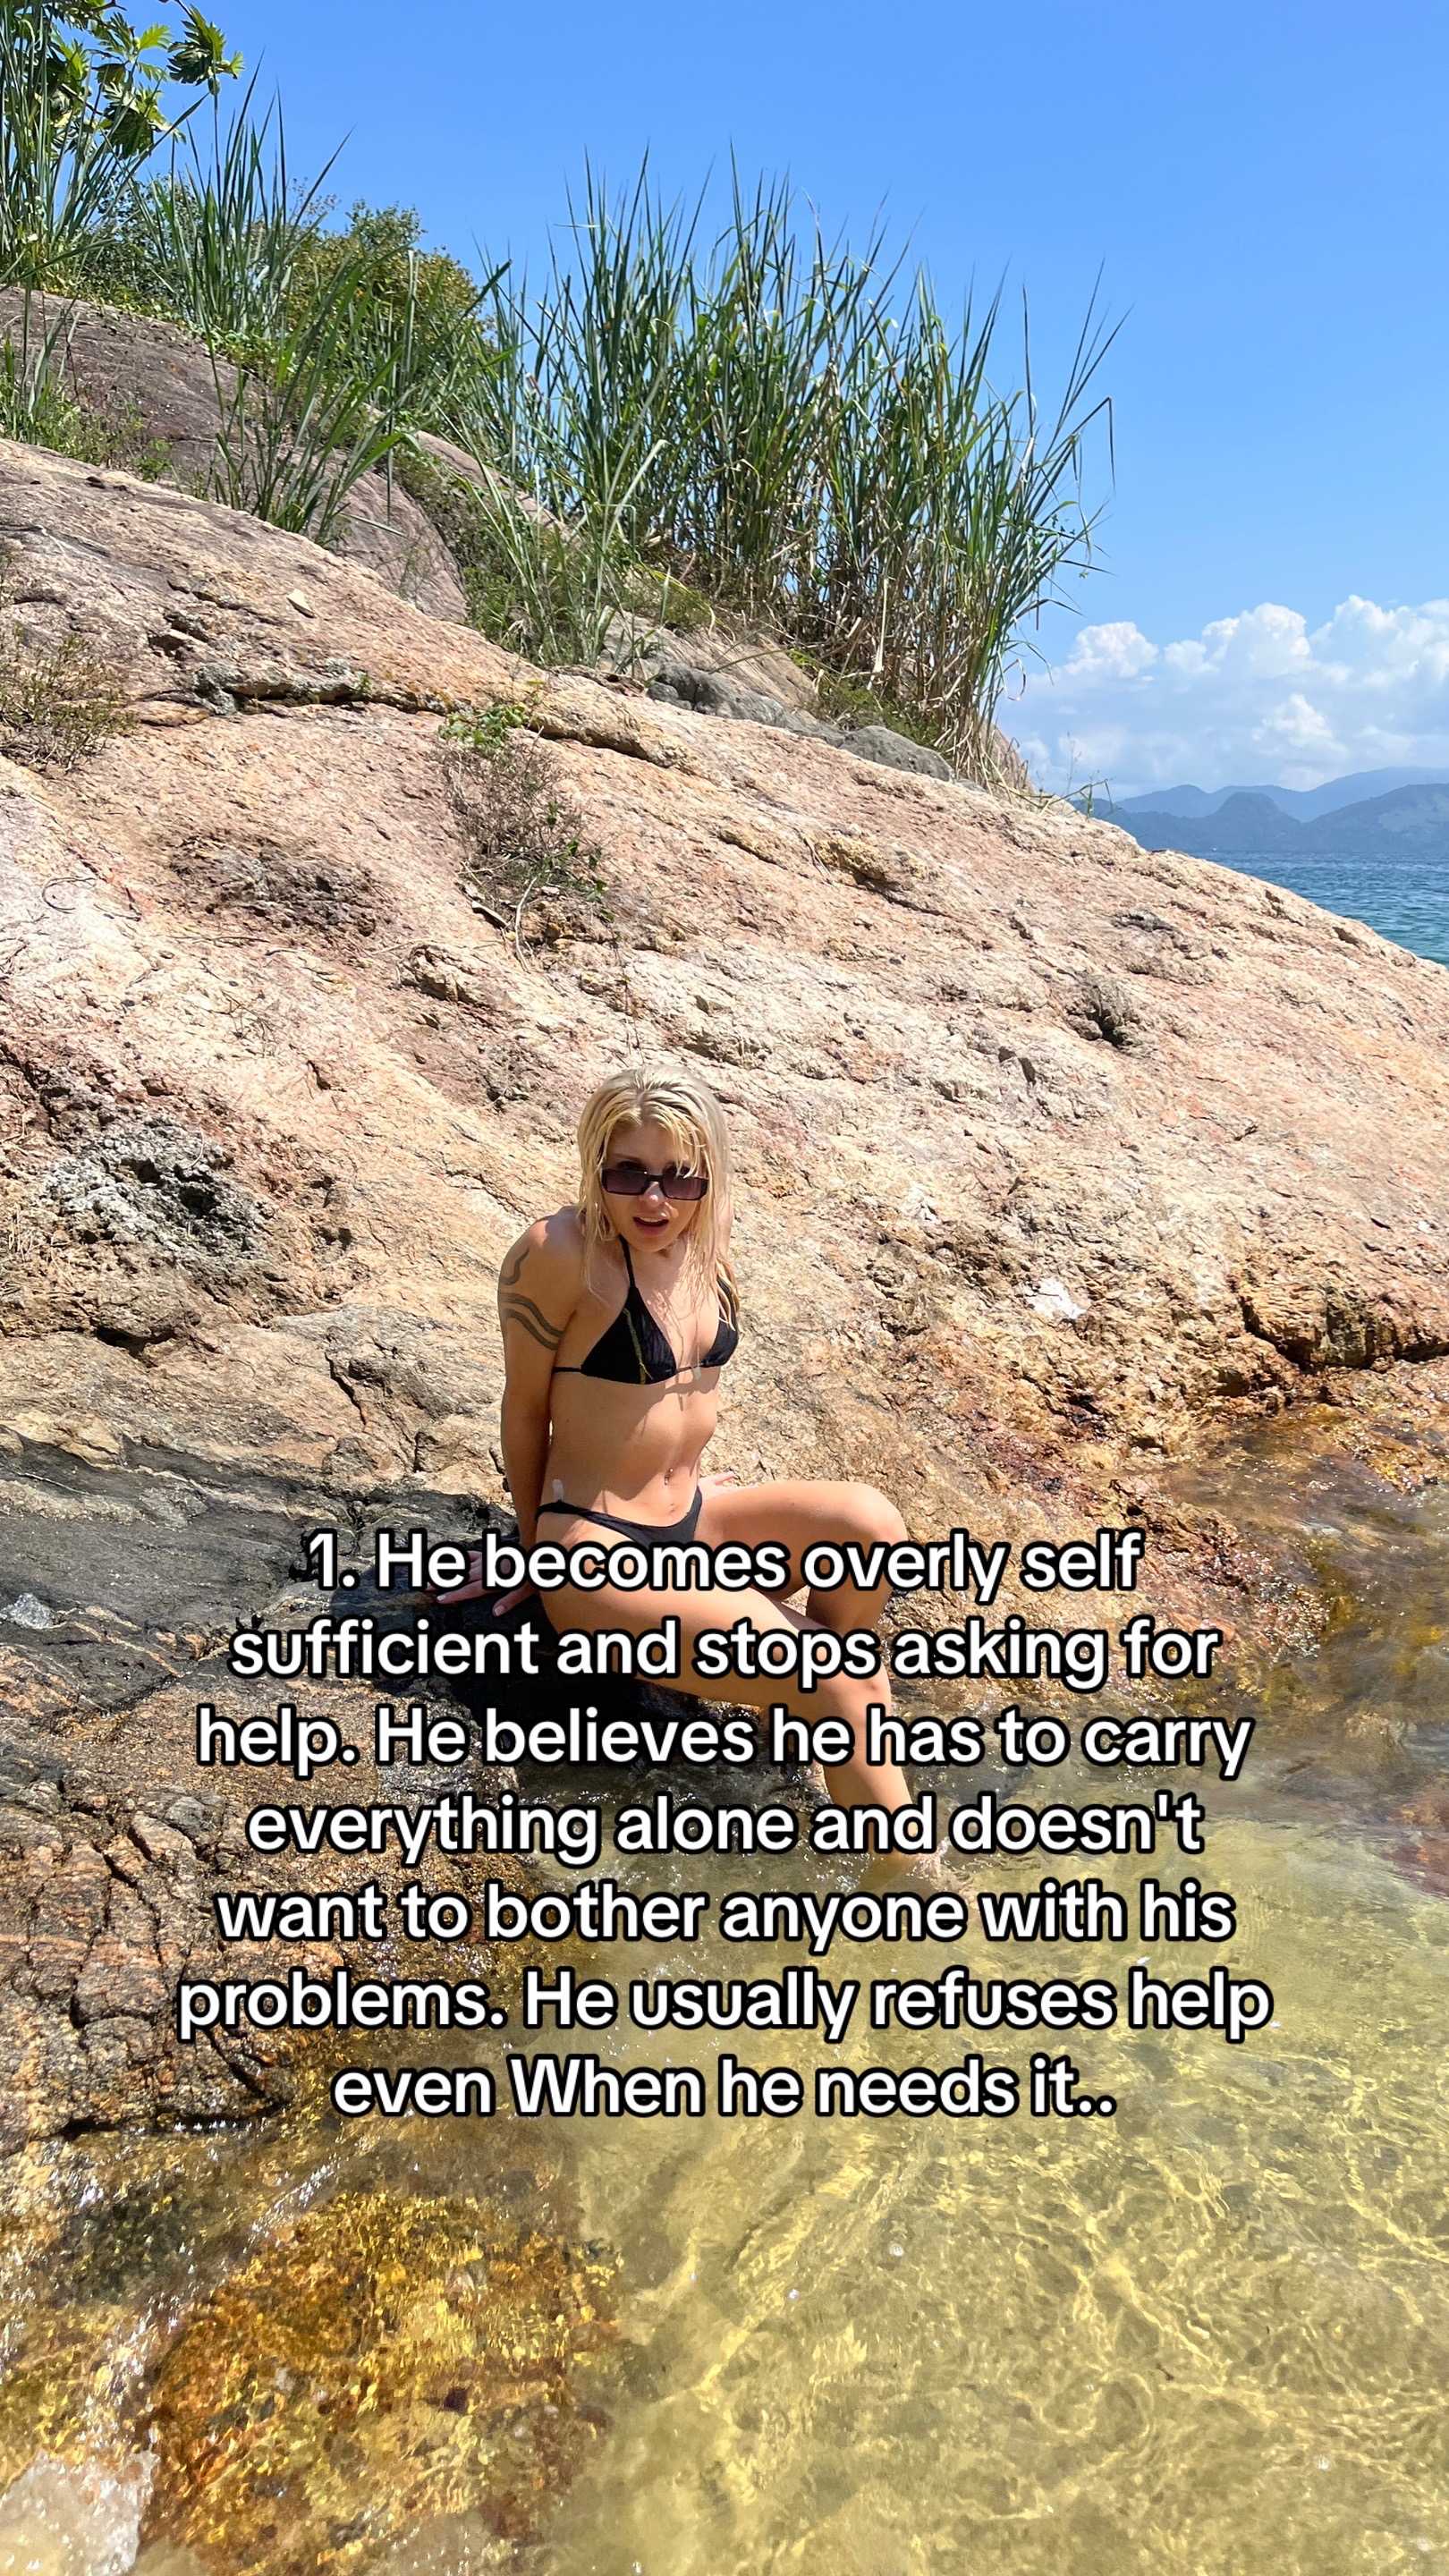 1. He becomes overly self
sufficient and stops asking for
help. He believes he has to carry
everything alone and doesn't
want to bother anyone with his
problems. He usually refuses help
even When he needs it..